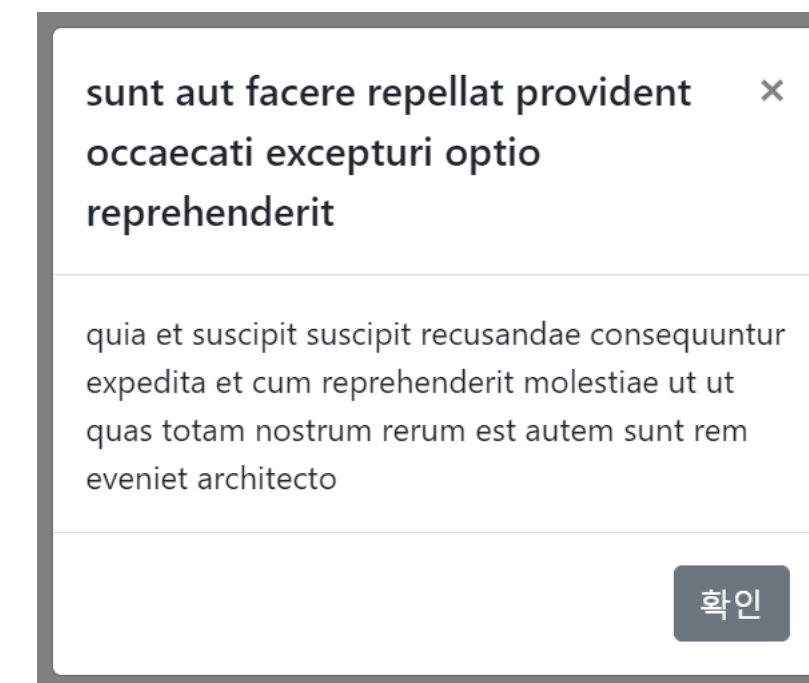 sunt aut facere repellat provident ×
occaecati excepturi optio
reprehenderit
quia et suscipit suscipit recusandae consequuntur
expedita et cum reprehenderit molestiae ut ut
quas totam nostrum rerum est autem sunt rem
eveniet architecto
확인